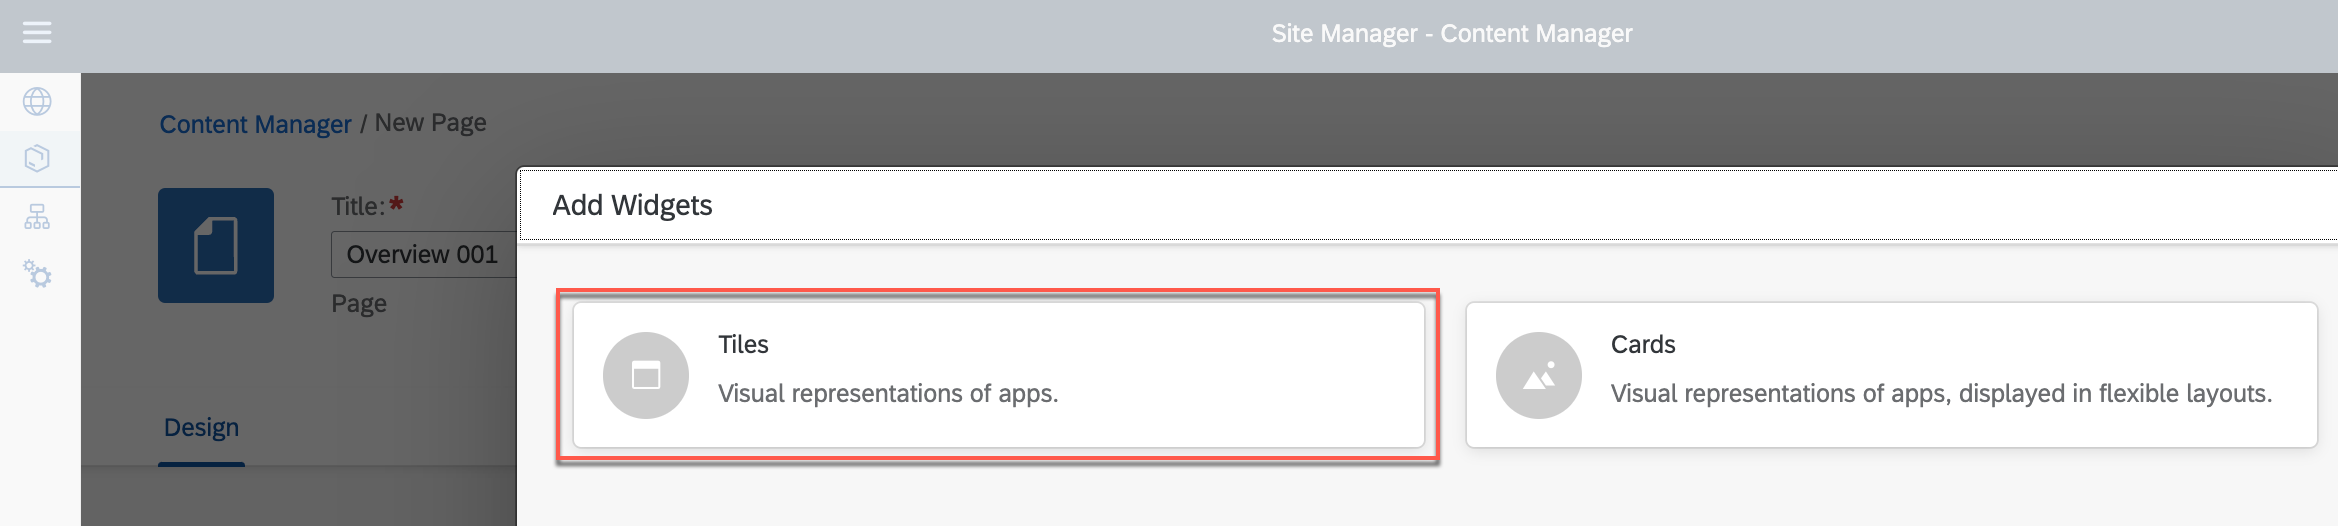 Site Manager - Content Manager
Content Manager / New Page
Title:*
Overview 001
Page
Design
Add Widgets
Tiles
Visual representations of apps.
Cards
Visual representations of apps, displayed in flexible layouts.